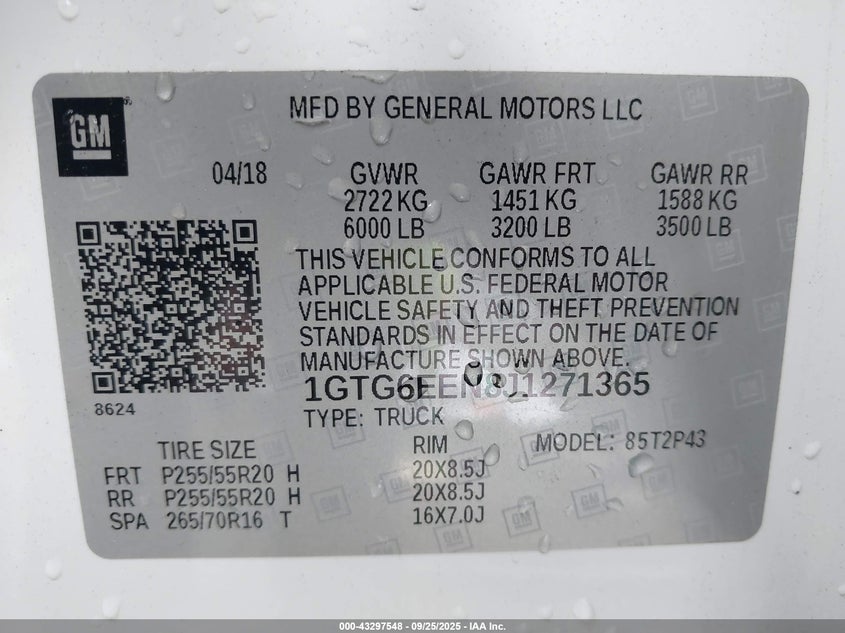 GM
MFD BY GENERAL MOTORS LLC
04/18 GVWR GAWR FRT GAWR RR
2722 KG 1451 KG 1588 KG
6000 LB 3200 LB 3500 LB
THIS VEHICLE CONFORMS TO ALL
APPLICABLE U.S. FEDERAL MOTOR
VEHICLE SAFETY AND THEFT PREVENTION
STANDARDS IN EFFECT ON THE DATE OF
MANUFACTURE SHOWN ABOVE.
1GTG6EEN8J1271365
8624
TYPE: TRUCK
TIRE SIZE RIM MODEL: 85T2P43
FRT P255/55R20 H 20X8.5J
RR P255/55R20 H 20X8.5J
SPA 265/70R16 T 16X7.0J
000-43297548 - 09/25/2025 - IAA Inc.